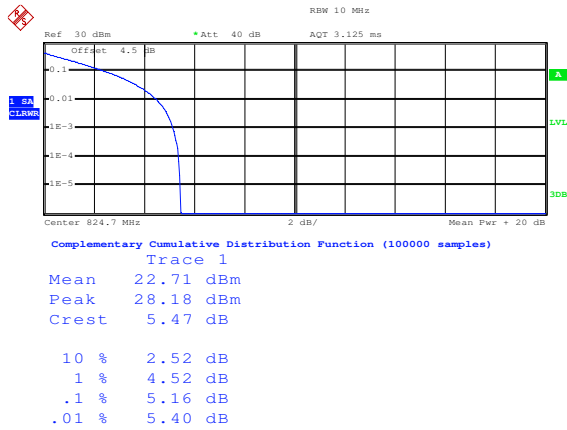 RBW 10 MHz
Ref 30 dBm * Att 40 dB AQT 3.125 ms
Offset 4.5 dB
0.1
0.01
1E-3
1E-4
1E-5
1 SA
CLRWR
A
LVL
3DB
Center 824.7 MHz 2 dB/ Mean Pwr + 20 dB
Complementary Cumulative Distribution Function (100000 samples)
Trace 1
Mean 22.71 dBm
Peak 28.18 dBm
Crest 5.47 dB
10 % 2.52 dB
1 % 4.52 dB
.1 % 5.16 dB
.01 % 5.40 dB